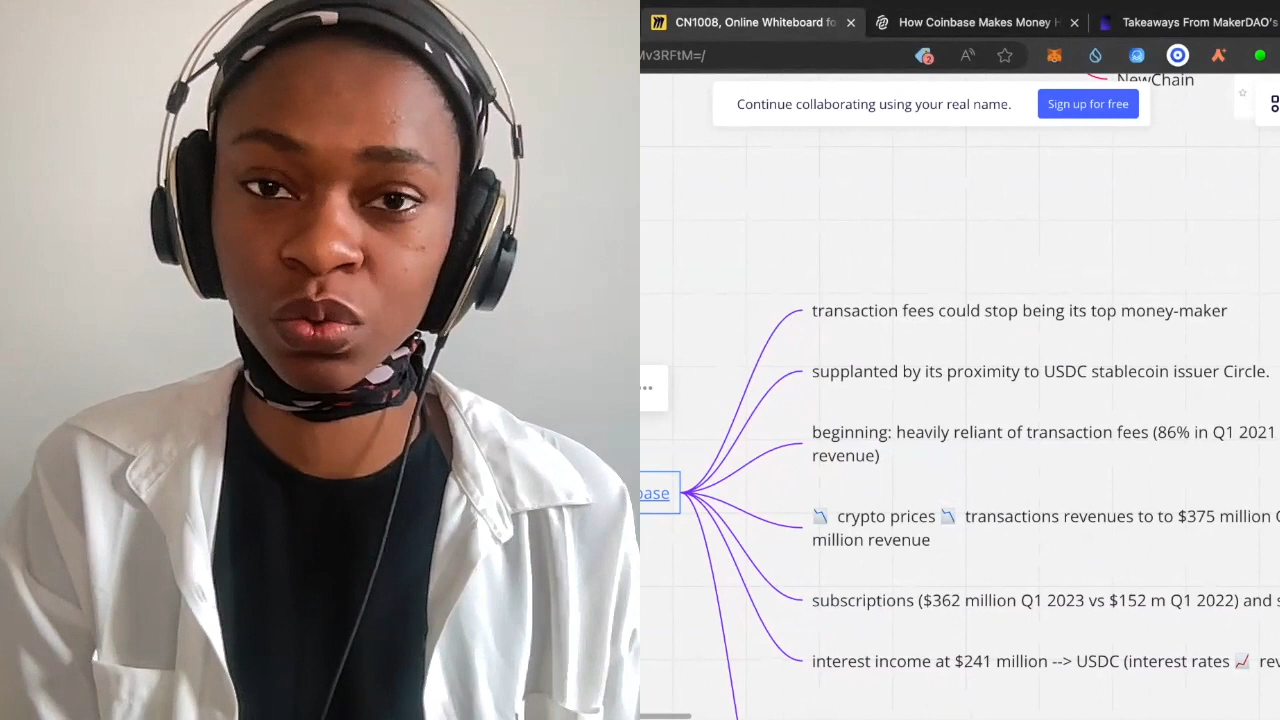 CN1008, Online Whiteboard fo
How Coinbase Makes Money H
Takeaways From MakerDAO's
Mv3RFtM=/
2
NewChain
Continue collaborating using your real name.
Sign up for free
transaction fees could stop being its top money-maker
supplanted by its proximity to USDC stablecoin issuer Circle.
beginning: heavily reliant of transaction fees (86% in Q1 2021
revenue)
base
📉 crypto prices 📉 transactions revenues to to $375 million
million revenue
subscriptions ($362 million Q1 2023 vs $152 m Q1 2022) and s
interest income at $241 million --> USDC (interest rates 📈 rev